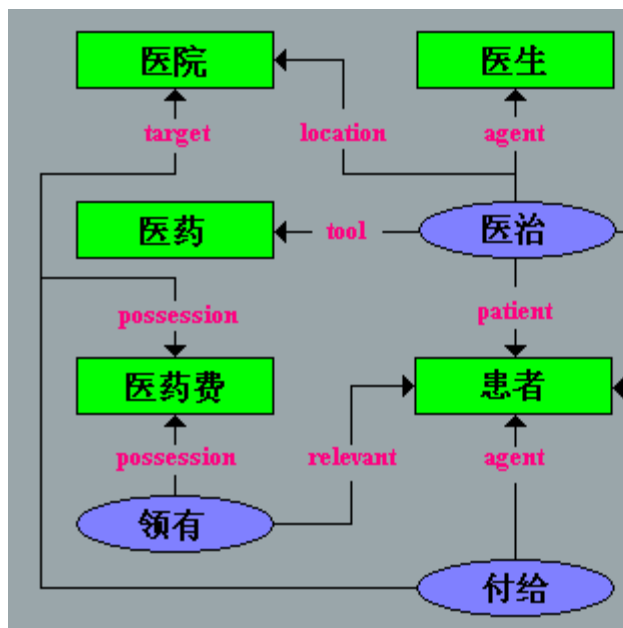 医院
医生
target
location
agent
医药
tool
医治
possession
patient
医药费
患者
possession
relevant
agent
领有
付给